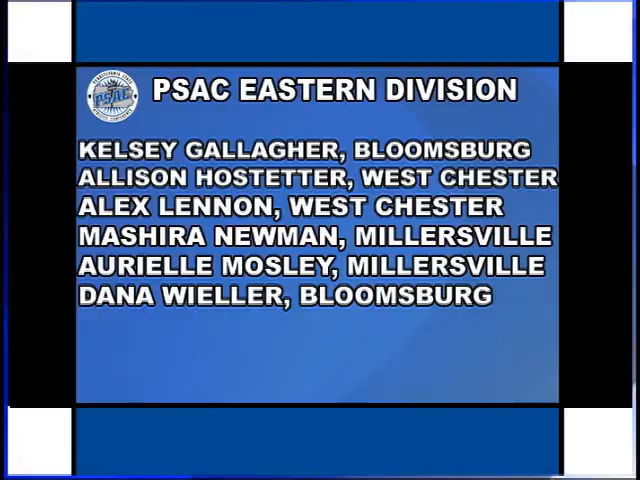 PSAC
PSAC EASTERN DIVISION
KELSEY GALLAGHER, BLOOMSBURG
ALLISON HOSTETTER, WEST CHESTER
ALEX LENNON, WEST CHESTER
MASHIRA NEWMAN, MILLERSVILLE
AURIELLE MOSLEY, MILLERSVILLE
DANA WIELLER, BLOOMSBURG